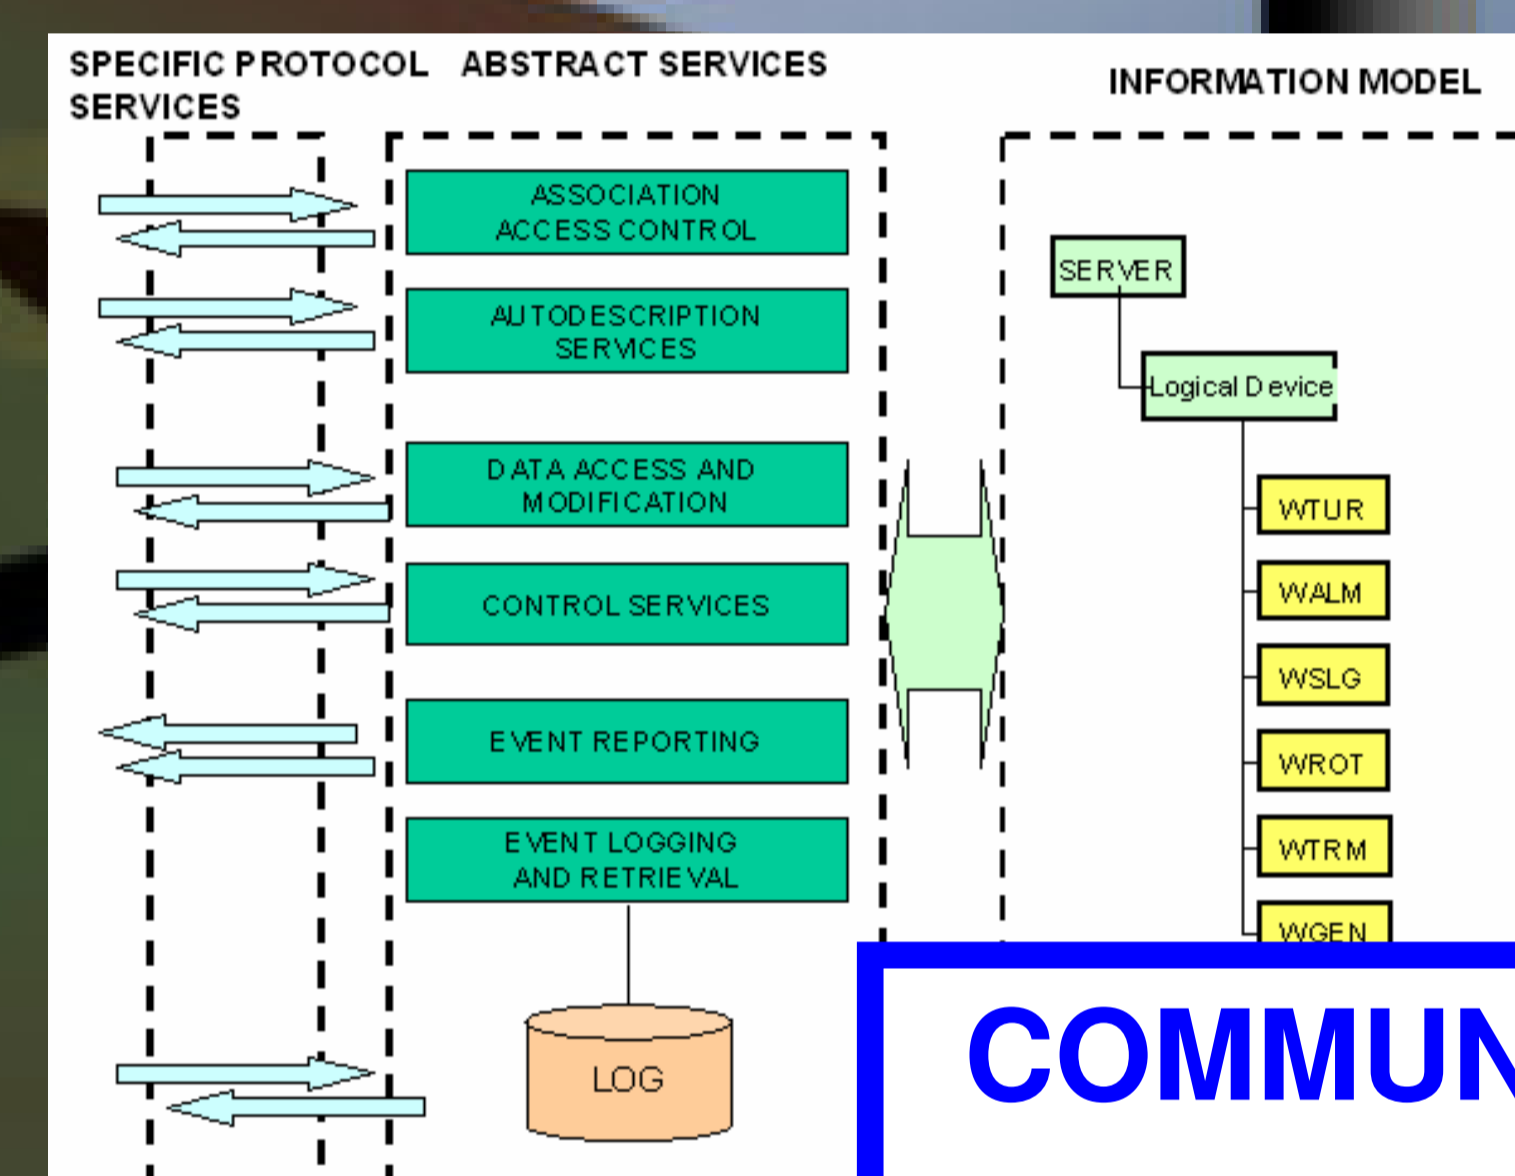 SPECIFIC PROTOCOL
SERVICES
ABSTRACT SERVICES
INFORMATION MODEL
ASSOCIATION
ACCESS CONTROL
AUTODESCRIPTION
SERVICES
DATA ACCESS AND
MODIFICATION
CONTROL SERVICES
EVENT REPORTING
EVENT LOGGING
AND RETRIEVAL
LOG
SERVER
Logical Device
WTUR
WALM
WSLG
WROT
WTRM
WGEN
COMMUN